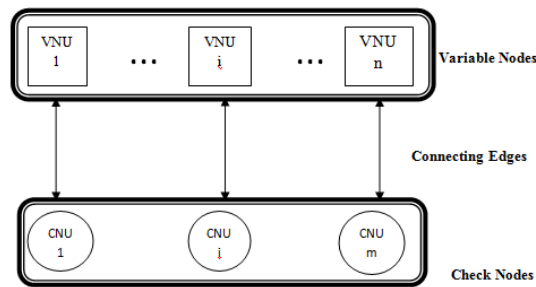 VNU 1 ... VNU i ... VNU n
Variable Nodes
Connecting Edges
CNU 1 CNU i CNU m
Check Nodes